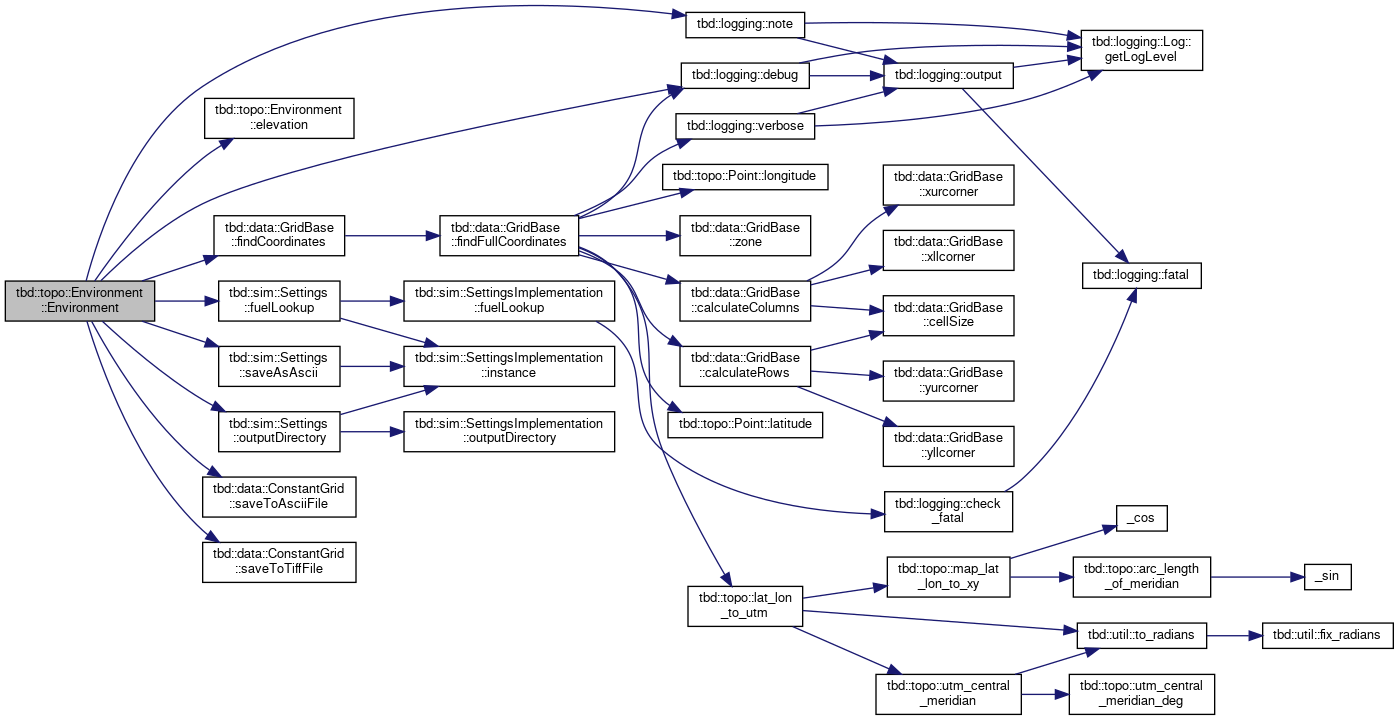 tbd::topo::Environment
::Environment
tbd::logging::note
tbd::logging::debug
tbd::topo::Environment
::elevation
tbd::data::GridBase
::findCoordinates
tbd::sim::Settings
::fuelLookup
tbd::sim::Settings
::saveAsAscii
tbd::sim::Settings
::outputDirectory
tbd::data::ConstantGrid
::saveToAsciiFile
tbd::data::ConstantGrid
::saveToTiffFile
tbd::data::GridBase
::findFullCoordinates
tbd::sim::SettingsImplementation
::fuelLookup
tbd::sim::SettingsImplementation
::instance
tbd::sim::SettingsImplementation
::outputDirectory
tbd::logging::verbose
tbd::topo::Point::longitude
tbd::data::GridBase
::zone
tbd::data::GridBase
::calculateColumns
tbd::data::GridBase
::calculateRows
tbd::topo::Point::latitude
tbd::topo::lat_lon
_to_utm
tbd::logging::output
tbd::data::GridBase
::xurcorner
tbd::data::GridBase
::xllcorner
tbd::data::GridBase
::cellSize
tbd::data::GridBase
::yurcorner
tbd::data::GridBase
::yllcorner
tbd::logging::check
_fatal
tbd::topo::map_lat
_lon_to_xy
tbd::topo::utm_central
_meridian
tbd::logging::Log::
getLogLevel
tbd::logging::fatal
_cos
tbd::topo::arc_length
_of_meridian
tbd::util::to_radians
tbd::topo::utm_central
_meridian_deg
_sin
tbd::util::fix_radians